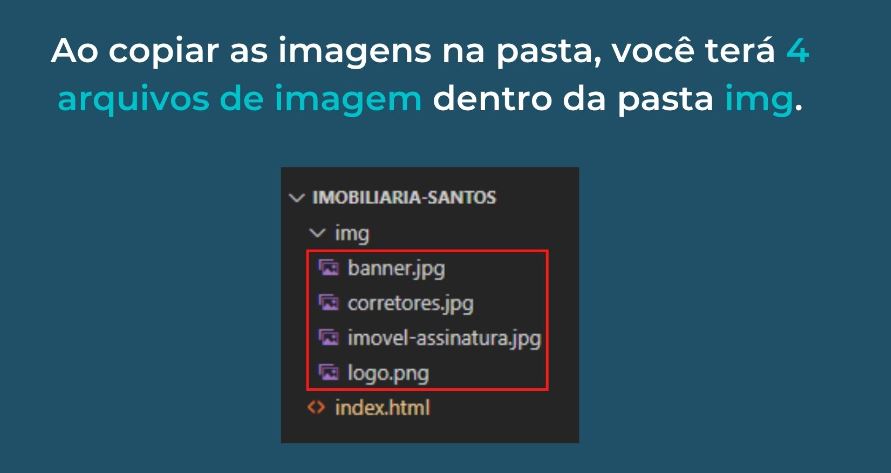 Ao copiar as imagens na pasta, você terá 4
arquivos de imagem dentro da pasta img.
IMOBILIARIA-SANTOS
img
banner.jpg
corretores.jpg
imovel-assinatura.jpg
logo.png
<> index.html